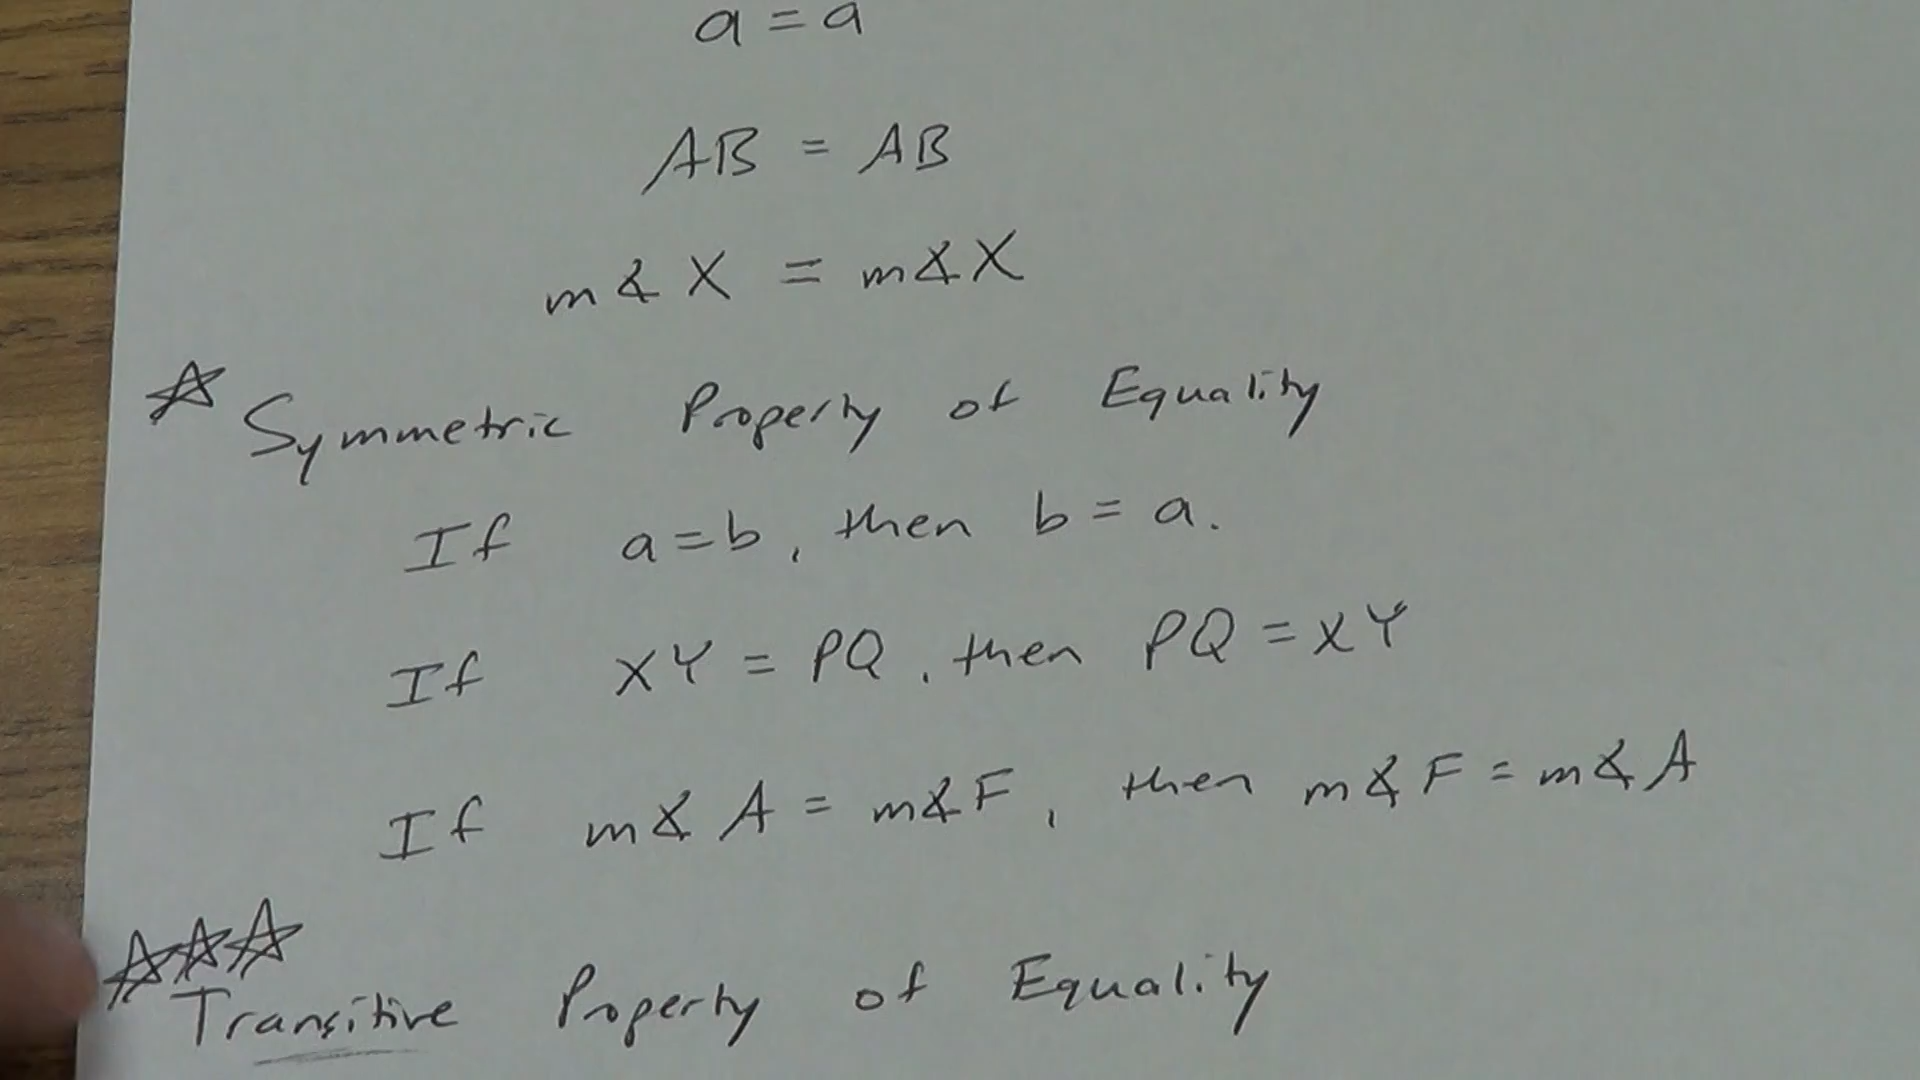 a = a
AB = AB
m∡X = m∡X
Symmetric Property of Equality
If a = b, then b = a.
If XY = PQ, then PQ = XY
If m∡A = m∡F, then m∡F = m∡A
Transitive Property of Equality